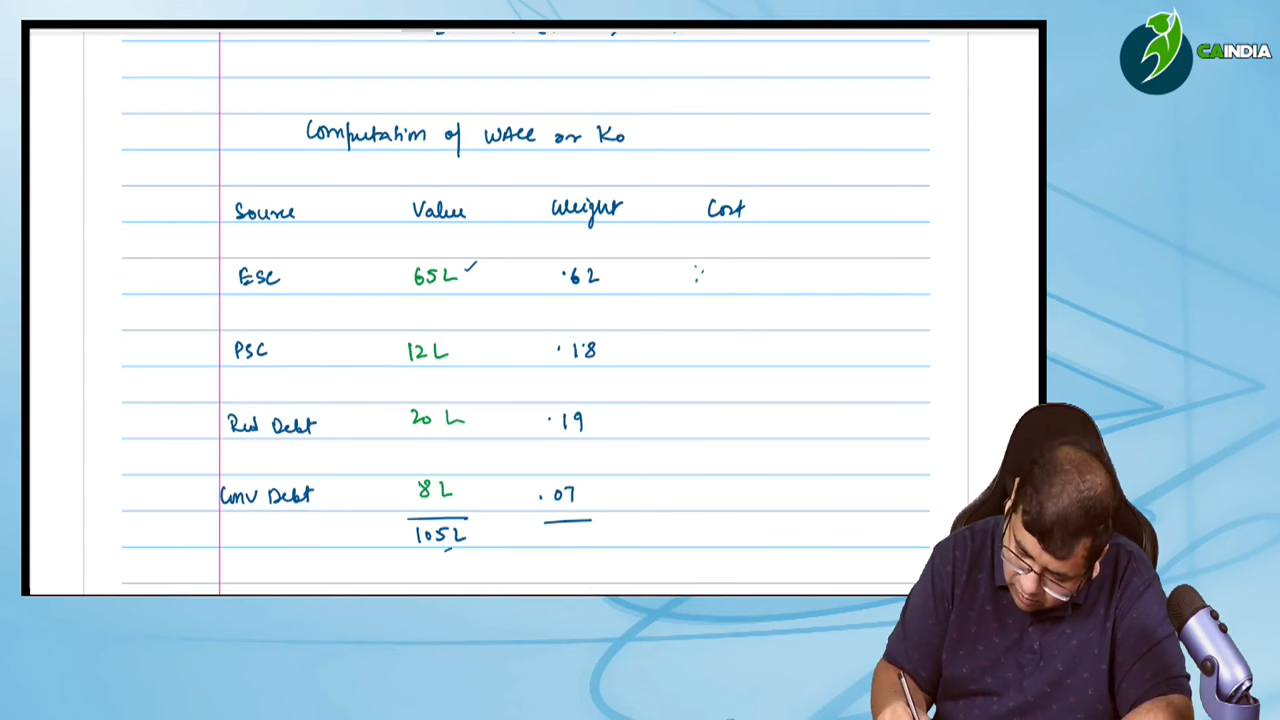 CAINDIA
Computation of WACC or Ko
Source Value Weight Cost
ESC 65L ✓ .62
PSC 12L .18
Red Debt 20 L .19
Conv Debt 8L .07
105L